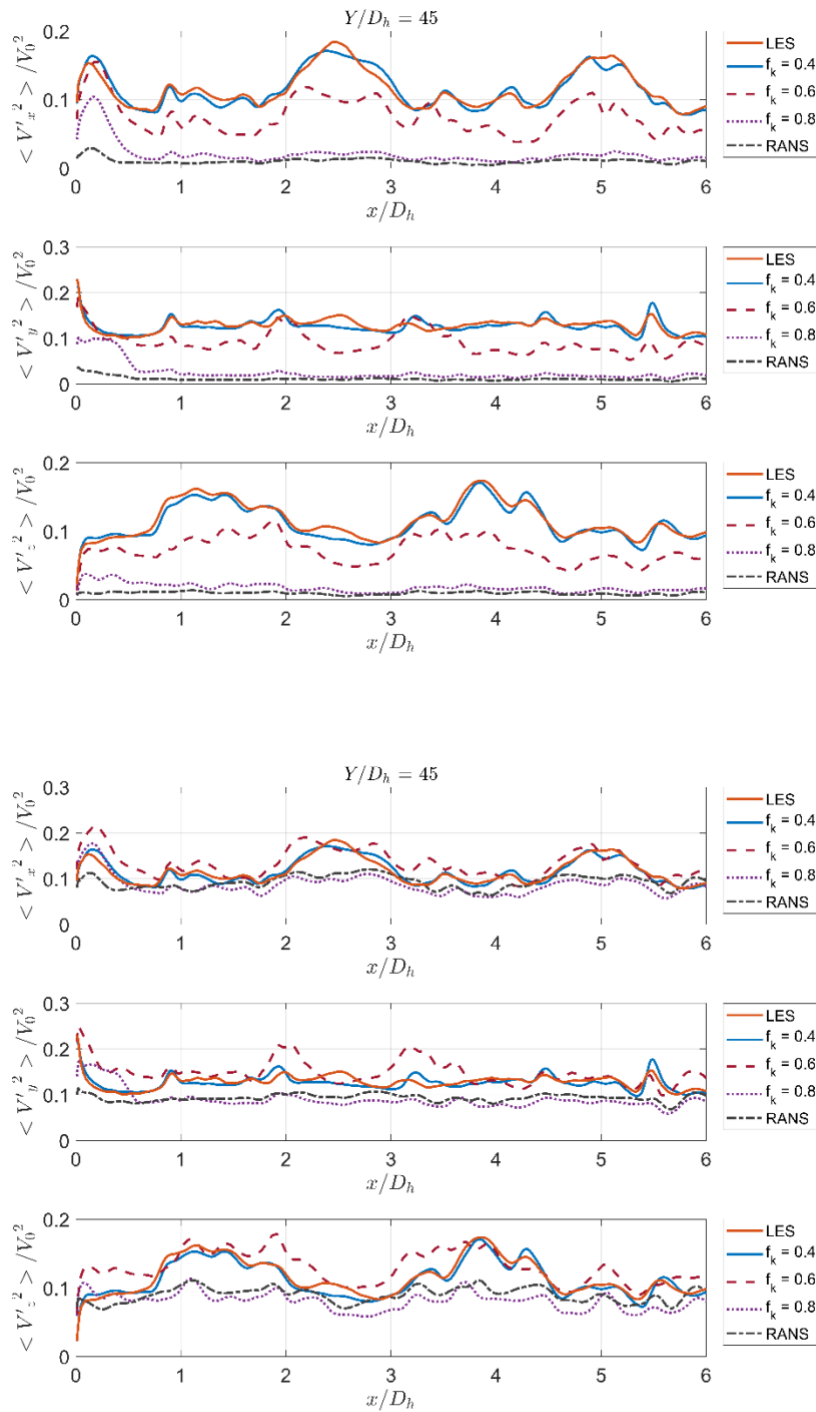 Y/D_h = 45
< V'_x^2 > /V_0^2
0.2
0.1
0
0 1 2 3 4 5 6
x/D_h
LES
f_k = 0.4
f_k = 0.6
f_k = 0.8
RANS
< V'_y^2 > /V_0^2
0.3
0.2
0.1
0
0 1 2 3 4 5 6
x/D_h
LES
f_k = 0.4
f_k = 0.6
f_k = 0.8
RANS
< V'_z^2 > /V_0^2
0.2
0.1
0
0 1 2 3 4 5 6
x/D_h
LES
f_k = 0.4
f_k = 0.6
f_k = 0.8
RANS
Y/D_h = 45
< V'_x^2 > /V_0^2
0.3
0.2
0.1
0
0 1 2 3 4 5 6
x/D_h
LES
f_k = 0.4
f_k = 0.6
f_k = 0.8
RANS
< V'_y^2 > /V_0^2
0.3
0.2
0.1
0
0 1 2 3 4 5 6
x/D_h
LES
f_k = 0.4
f_k = 0.6
f_k = 0.8
RANS
< V'_z^2 > /V_0^2
0.2
0.1
0
0 1 2 3 4 5 6
x/D_h
LES
f_k = 0.4
f_k = 0.6
f_k = 0.8
RANS